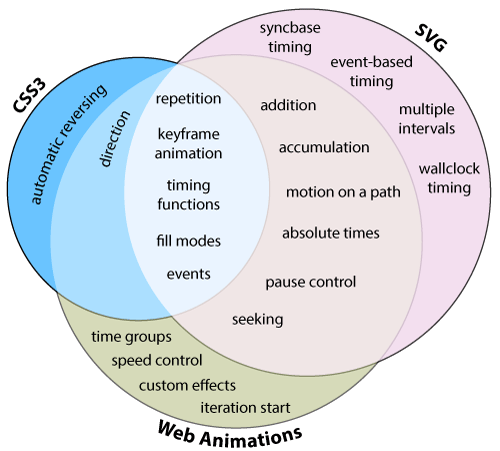 CSS3
SVG
syncbase
timing
event-based
timing
multiple
intervals
wallclock
timing
automatic reversing
direction
repetition
keyframe
animation
timing
functions
fill modes
events
addition
accumulation
motion on a path
absolute times
pause control
seeking
time groups
speed control
custom effects
iteration start
Web Animations